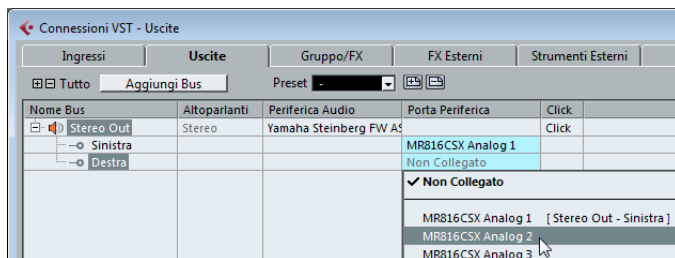 Connessioni VST - Uscite
Ingressi Uscite Gruppo/FX FX Esterni Strumenti Esterni
Tutto Aggiungi Bus Preset -
Nome Bus Altoparlanti Periferica Audio Porta Periferica Click
Stereo Out Stereo Yamaha Steinberg FW AS Click
Sinistra MR816CSX Analog 1
Destra Non Collegato
✓ Non Collegato
MR816CSX Analog 1 [ Stereo Out - Sinistra ]
MR816CSX Analog 2
MR816CSX Analog 3